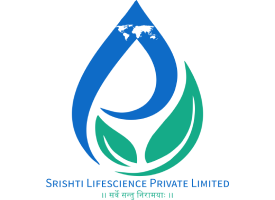 Srishti Lifescience Private Limited
।। सर्वे सन्तु निरामयाः ।।